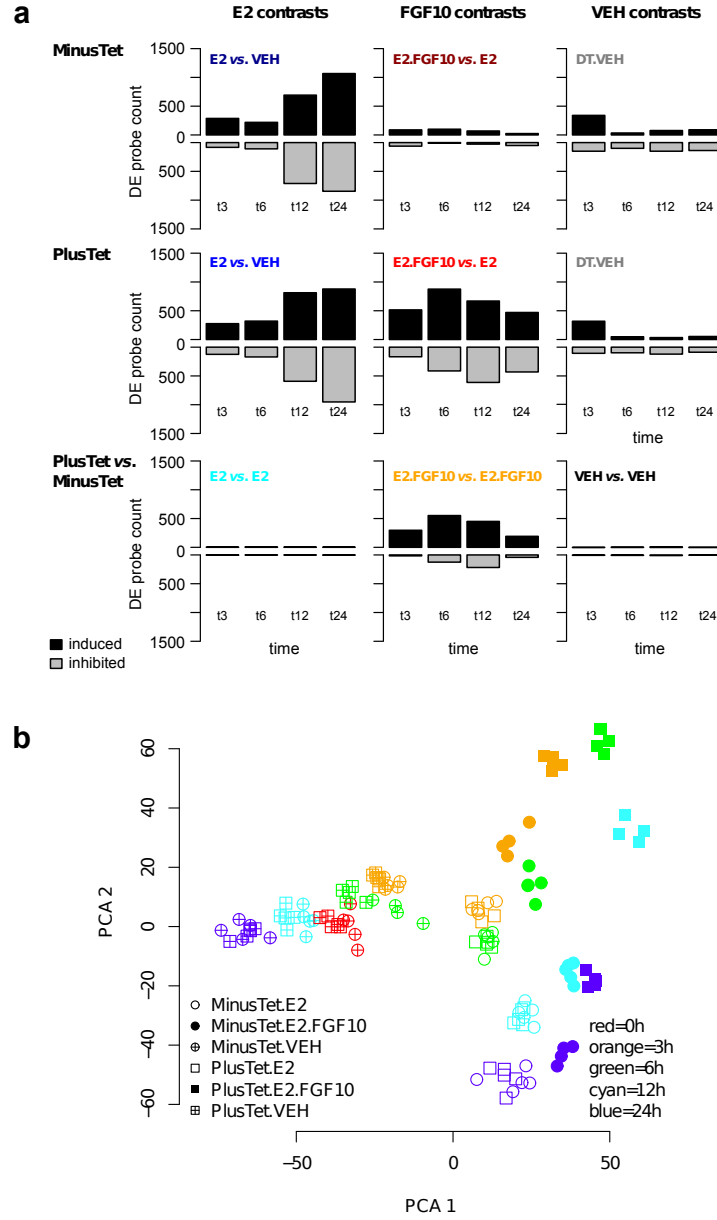 a
E2 contrasts FGF10 contrasts VEH contrasts
MinusTet
E2 vs. VEH E2.FGF10 vs. E2 DT.VEH
DE probe count
1500
500
0
500
1500
t3 t6 t12 t24 t3 t6 t12 t24 t3 t6 t12 t24
PlusTet
E2 vs. VEH E2.FGF10 vs. E2 DT.VEH
DE probe count
1500
500
0
500
1500
t3 t6 t12 t24 t3 t6 t12 t24 t3 t6 t12 t24
time
PlusTet vs.
MinusTet
E2 vs. E2 E2.FGF10 vs. E2.FGF10 VEH vs. VEH
DE probe count
1500
500
0
500
1500
t3 t6 t12 t24 t3 t6 t12 t24 t3 t6 t12 t24
time time time
induced
inhibited
b
PCA 2
60
40
20
0
−20
−40
−60
MinusTet.E2
MinusTet.E2.FGF10
MinusTet.VEH
PlusTet.E2
PlusTet.E2.FGF10
PlusTet.VEH
red=0h
orange=3h
green=6h
cyan=12h
blue=24h
−50 0 50
PCA 1